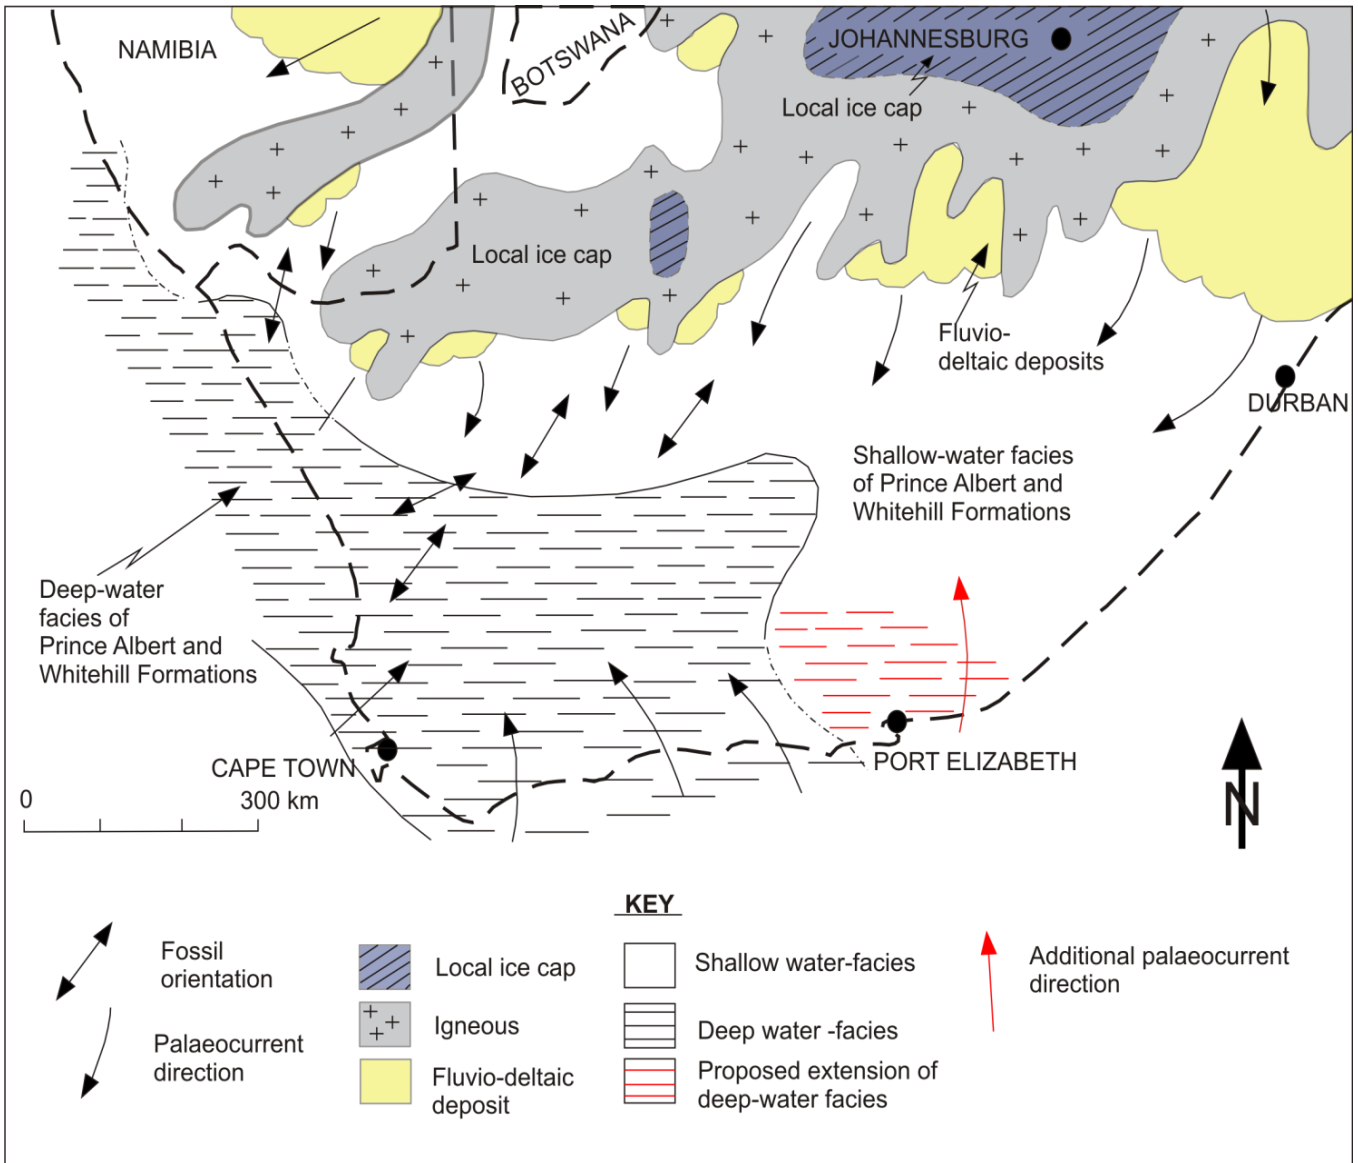 NAMIBIA
BOTSWANA
JOHANNESBURG
Local ice cap
Local ice cap
Fluvio-
deltaic deposits
DURBAN
Shallow-water facies
of Prince Albert and
Whitehill Formations
Deep-water
facies of
Prince Albert and
Whitehill Formations
CAPE TOWN
PORT ELIZABETH
0
300 km
N
KEY
Fossil
orientation
Palaeocurrent
direction
Local ice cap
Igneous
Fluvio-deltaic
deposit
Shallow water-facies
Deep water -facies
Proposed extension of
deep-water facies
Additional palaeocurrent
direction